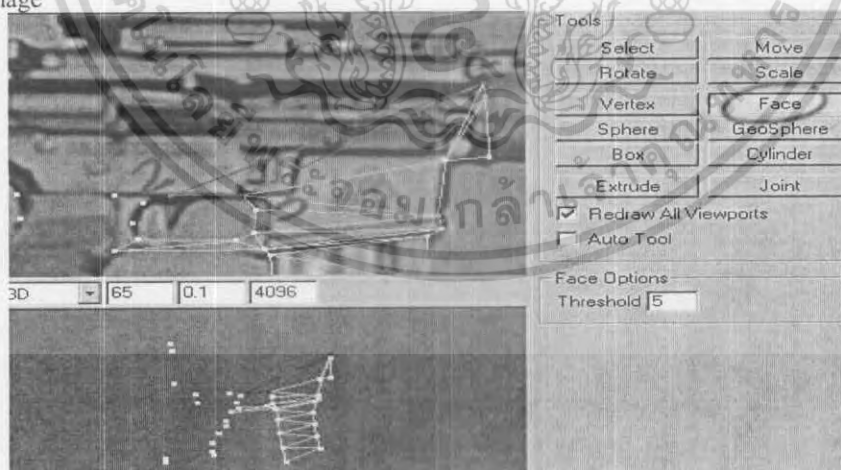 Tools
Select Move
Rotate Scale
Vertex Face
Sphere GeoSphere
Box Cylinder
Extrude Joint
Redraw All Viewports
Auto Tool
3D 65 0.1 4096
Face Options
Threshold 5